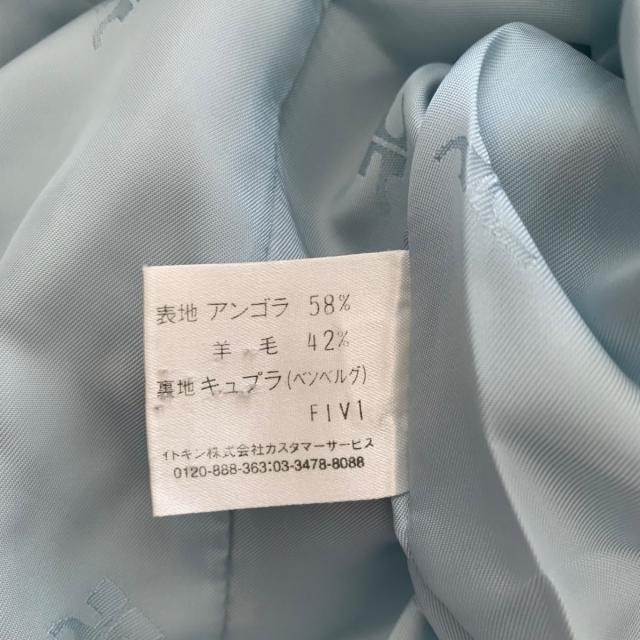 表地 アンゴラ 58%
羊毛 42%
裏地 キュプラ(ベンベルグ)
FIV1
イトキン株式会社カスタマーサービス
0120-888-363:03-3478-8088